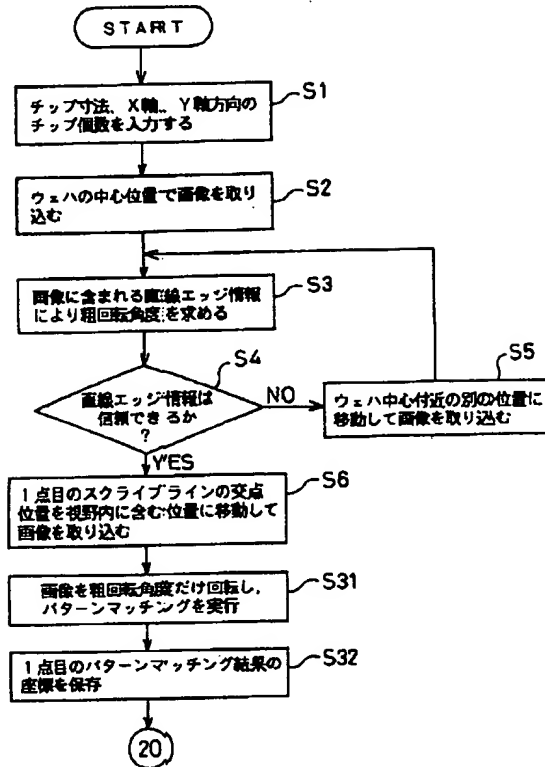 START
チップ寸法、X軸、Y軸方向の
チップ個数を入力する
S1
ウェハの中心位置で画像を取り
込む
S2
画像に含まれる直線エッジ情報
により粗回転角度を求める
S3
直線エッジ情報は
信頼できるか
?
S4
NO
YES
ウェハ中心付近の別の位置に
移動して画像を取り込む
S5
1点目のスクライブラインの交点
位置を視野内に含む位置に移動して
画像を取り込む
S6
画像を粗回転角度だけ回転し、
パターンマッチングを実行
S31
1点目のパターンマッチング結果の
座標を保存
S32
20